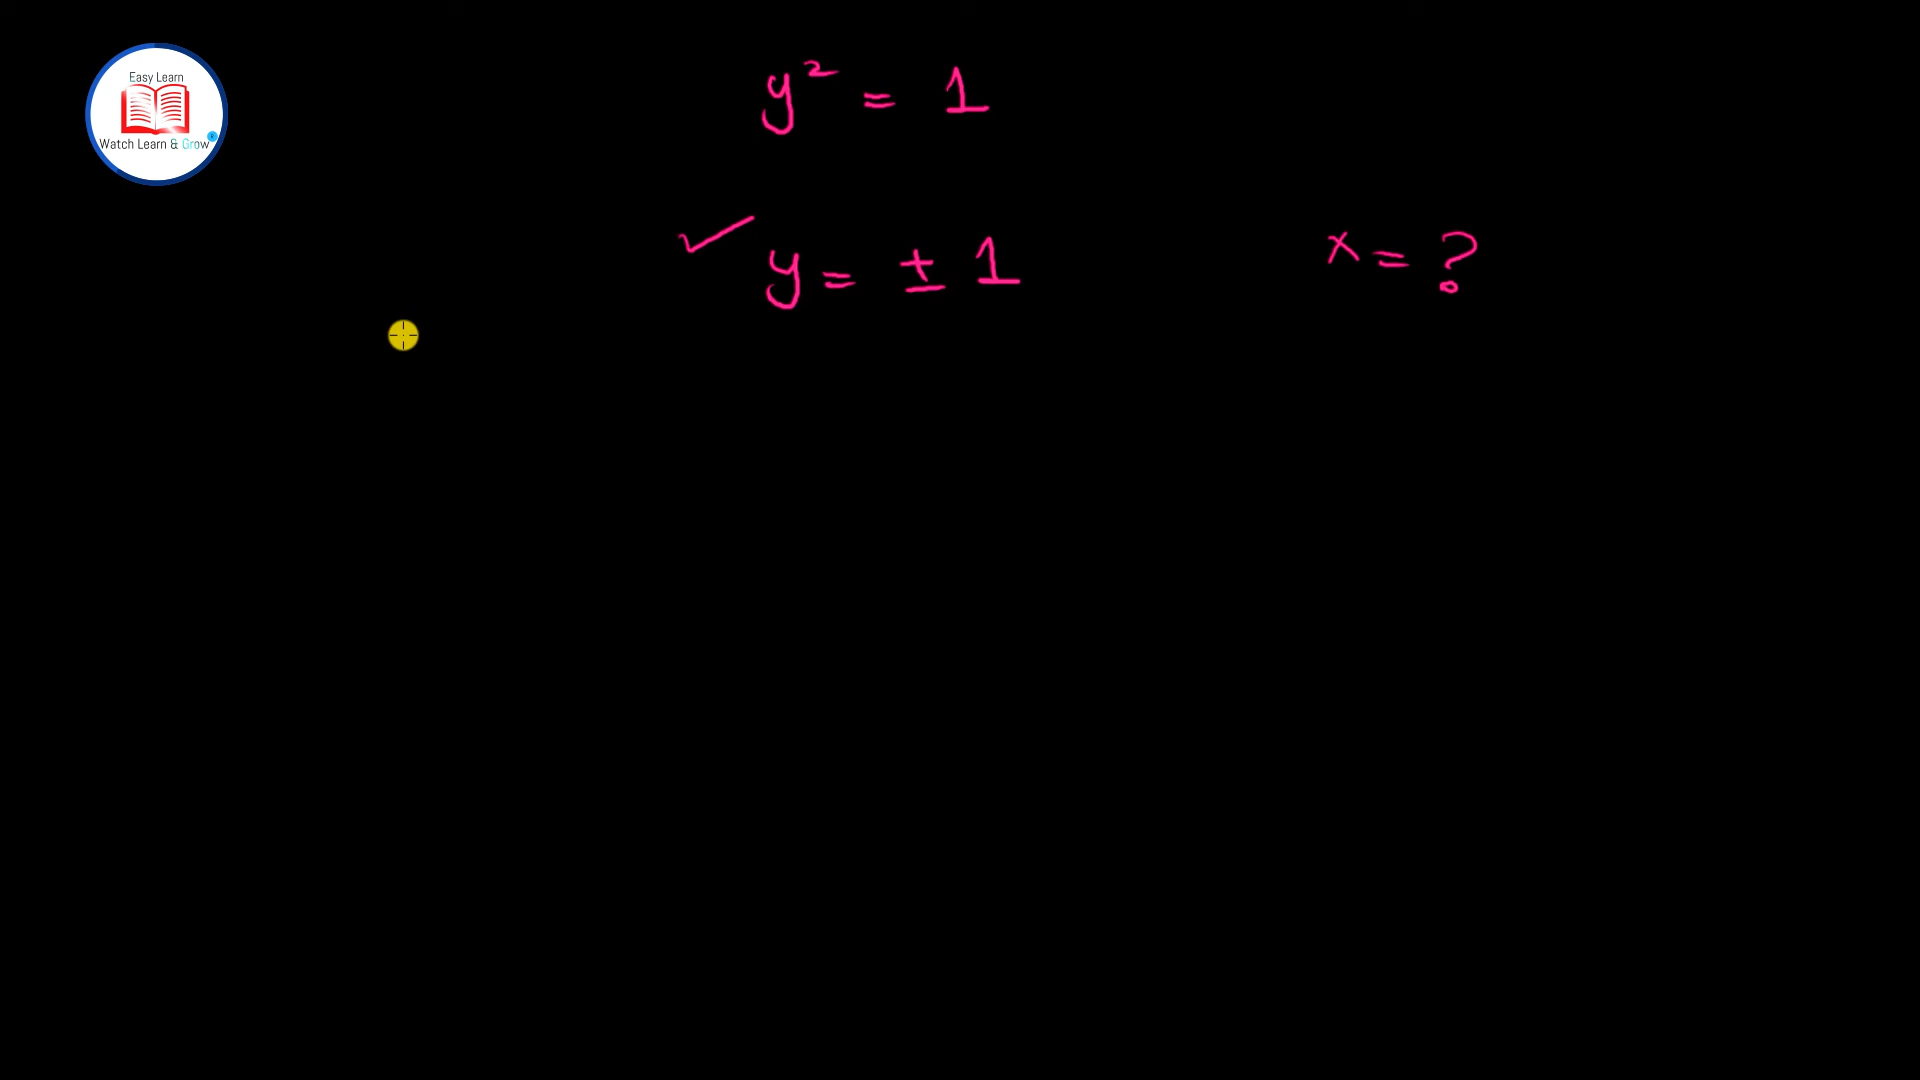 Easy Learn
Watch Learn & Grow
y² = 1
y = ± 1
x = ?